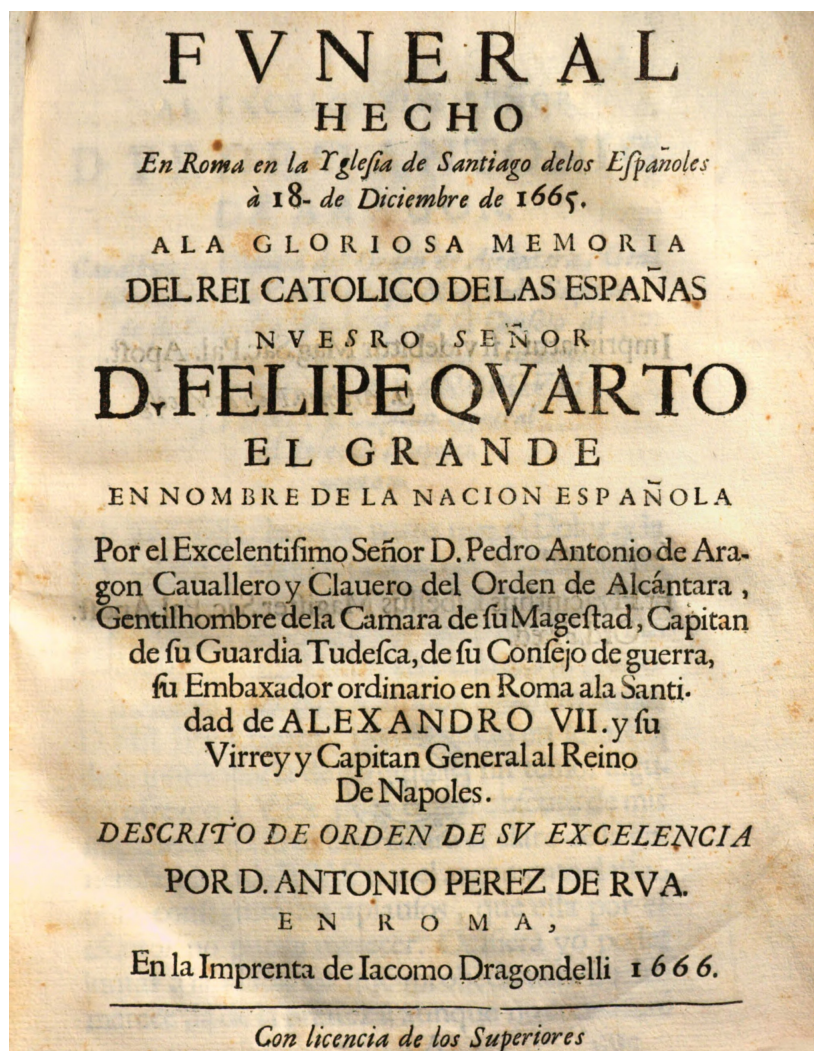 FVNERAL
HECHO
En Roma en la Yglesia de Santiago delos Españoles
à 18- de Diciembre de 1665.
ALA GLORIOSA MEMORIA
DEL REI CATOLICO DE LAS ESPAÑAS
NVESRO SEÑOR
D. FELIPE QVARTO
EL GRANDE
EN NOMBRE DE LA NACION ESPAÑOLA
Por el Excelentiſimo Señor D. Pedro Antonio de Ara-
gon Cauallero y Clauero del Orden de Alcántara ,
Gentilhombre dela Camara de ſu Mageſtad, Capitan
de ſu Guardia Tudeſca, de ſu Conſejo de guerra,
ſu Embaxador ordinario en Roma ala Santi-
dad de ALEXANDRO VII. y ſu
Virrey y Capitan General al Reino
De Napoles.
DESCRITO DE ORDEN DE SV EXCELENCIA
POR D. ANTONIO PEREZ DE RVA.
EN ROMA,
En la Imprenta de Iacomo Dragondelli 1666.
Con licencia de los Superiores